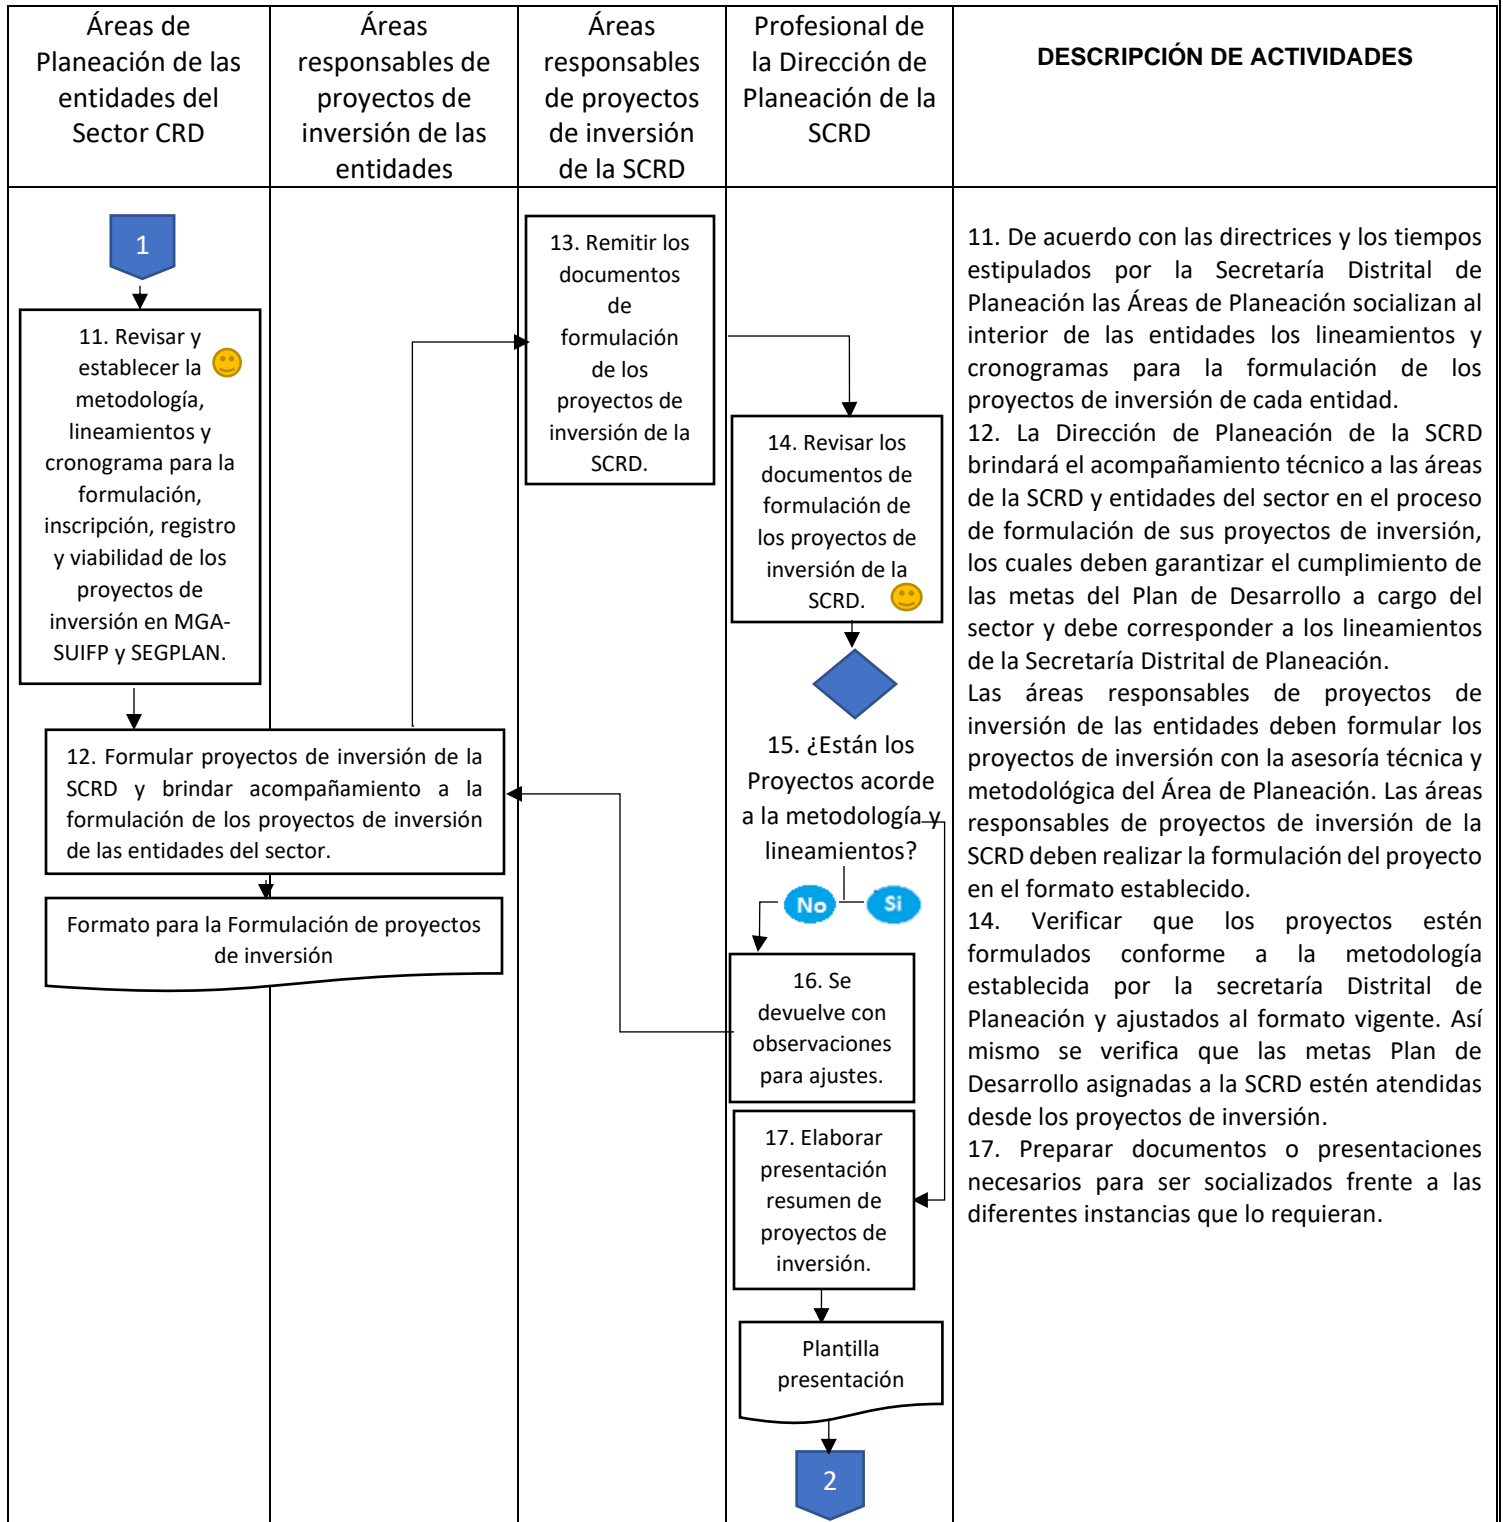 Áreas de
Planeación de las
entidades del
Sector CRD
Áreas
responsables de
proyectos de
inversión de las
entidades
Áreas
responsables
de proyectos
de inversión
de la SCRD
Profesional de
la Dirección de
Planeación de la
SCRD
DESCRIPCIÓN DE ACTIVIDADES
1
11. Revisar y
establecer la
metodología,
lineamientos y
cronograma para la
formulación,
inscripción, registro
y viabilidad de los
proyectos de
inversión en MGA-
SUIFP y SEGPLAN.
12. Formular proyectos de inversión de la
SCRD y brindar acompañamiento a la
formulación de los proyectos de inversión
de las entidades del sector.
Formato para la Formulación de proyectos
de inversión
13. Remitir los
documentos
de
formulación
de los
proyectos de
inversión de la
SCRD.
14. Revisar los
documentos de
formulación de
los proyectos de
inversión de la
SCRD.
15. ¿Están los
Proyectos acorde
a la metodología y
lineamientos?
No
Si
16. Se
devuelve con
observaciones
para ajustes.
17. Elaborar
presentación
resumen de
proyectos de
inversión.
Plantilla
presentación
2
11. De acuerdo con las directrices y los tiempos
estipulados por la Secretaría Distrital de
Planeación las Áreas de Planeación socializan al
interior de las entidades los lineamientos y
cronogramas para la formulación de los
proyectos de inversión de cada entidad.
12. La Dirección de Planeación de la SCRD
brindará el acompañamiento técnico a las áreas
de la SCRD y entidades del sector en el proceso
de formulación de sus proyectos de inversión,
los cuales deben garantizar el cumplimiento de
las metas del Plan de Desarrollo a cargo del
sector y debe corresponder a los lineamientos
de la Secretaría Distrital de Planeación.
Las áreas responsables de proyectos de
inversión de las entidades deben formular los
proyectos de inversión con la asesoría técnica y
metodológica del Área de Planeación. Las áreas
responsables de proyectos de inversión de la
SCRD deben realizar la formulación del proyecto
en el formato establecido.
14. Verificar que los proyectos estén
formulados conforme a la metodología
establecida por la secretaría Distrital de
Planeación y ajustados al formato vigente. Así
mismo se verifica que las metas Plan de
Desarrollo asignadas a la SCRD estén atendidas
desde los proyectos de inversión.
17. Preparar documentos o presentaciones
necesarios para ser socializados frente a las
diferentes instancias que lo requieran.